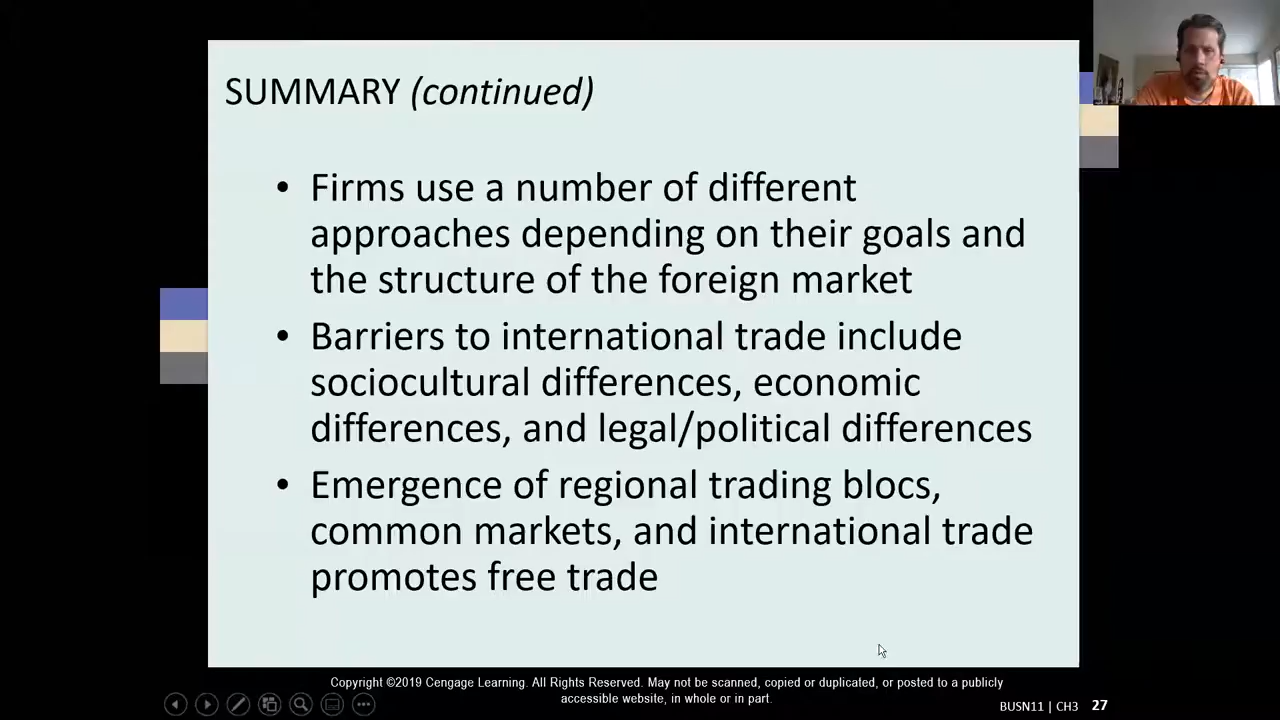 SUMMARY (continued)
• Firms use a number of different
approaches depending on their goals and
the structure of the foreign market
• Barriers to international trade include
sociocultural differences, economic
differences, and legal/political differences
• Emergence of regional trading blocs,
common markets, and international trade
promotes free trade
Copyright ©2019 Cengage Learning. All Rights Reserved. May not be scanned, copied or duplicated, or posted to a publicly
accessible website, in whole or in part.
BUSN11 | CH3 27